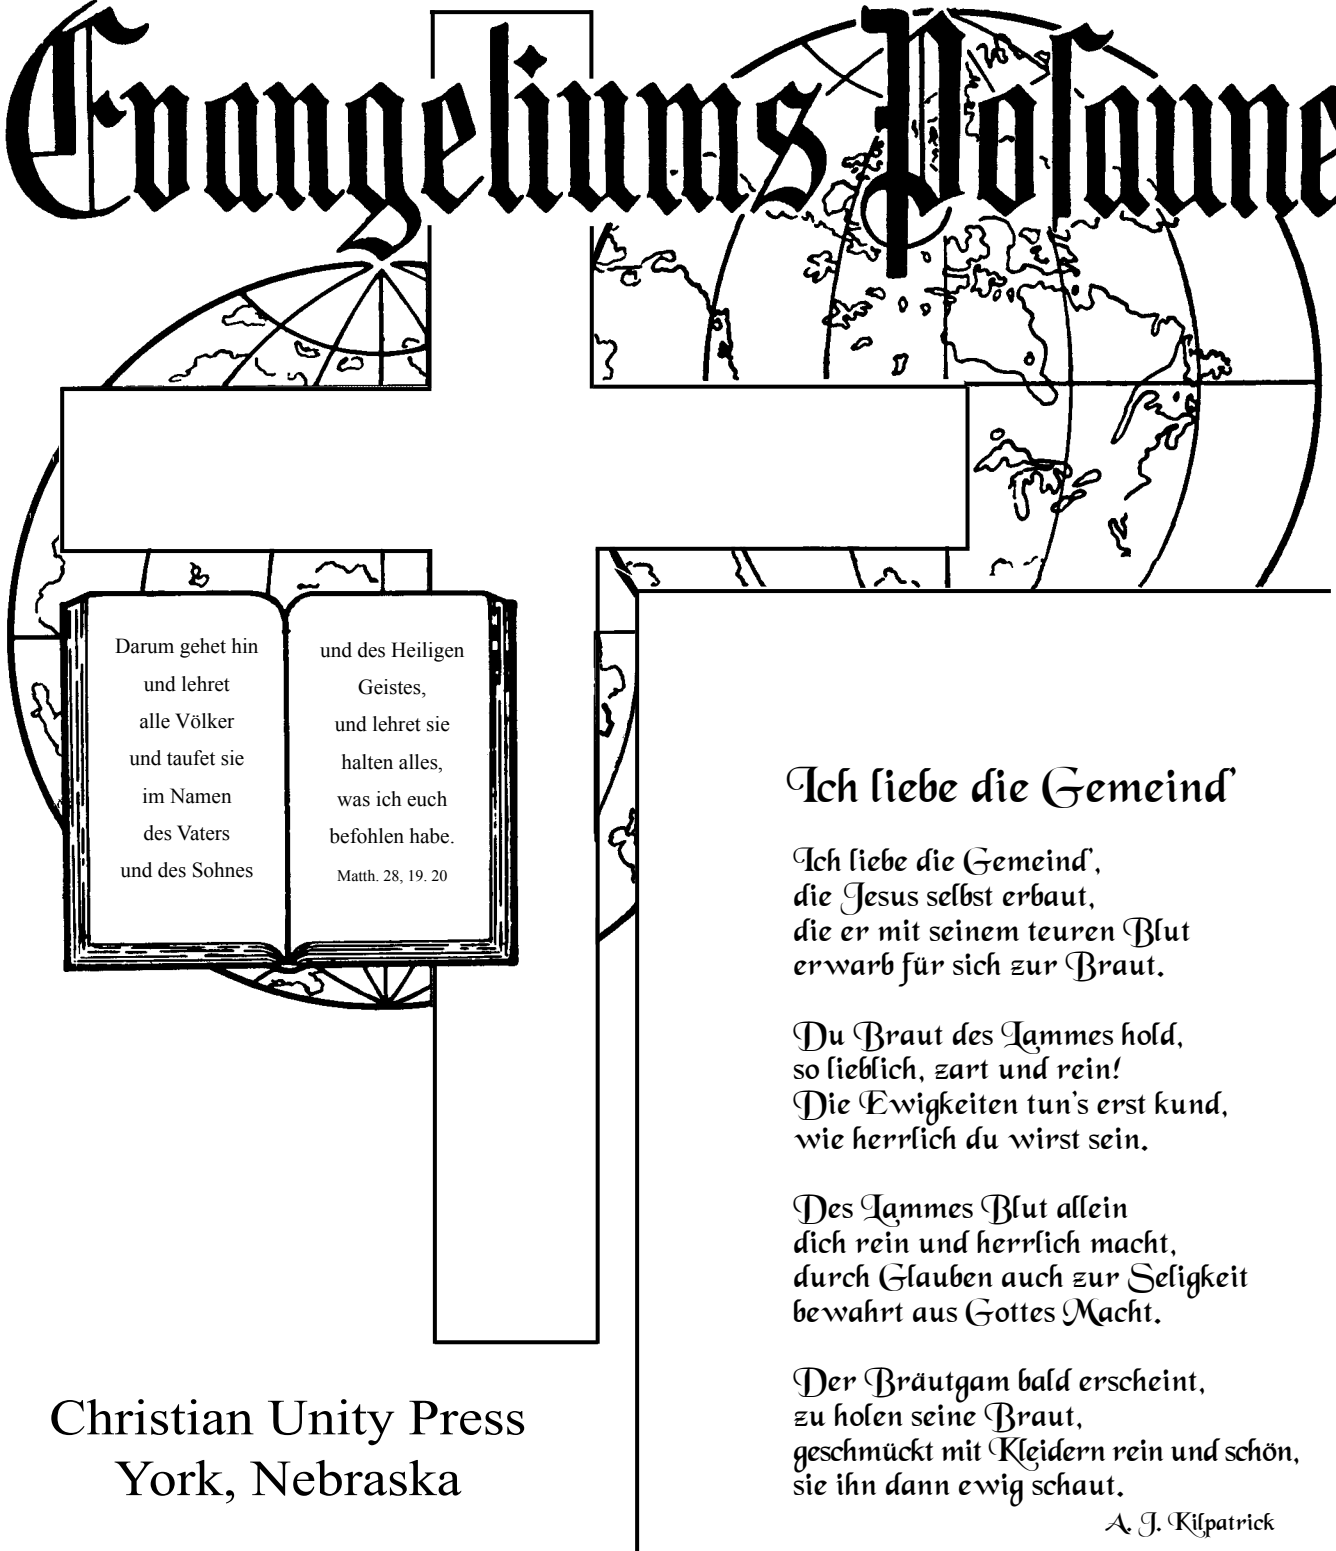 Evangeliums Posaune
Darum gehet hin
und lehret
alle Völker
und taufet sie
im Namen
des Vaters
und des Sohnes
und des Heiligen
Geistes,
und lehret sie
halten alles,
was ich euch
befohlen habe.
Matth. 28, 19. 20
Ich liebe die Gemeind’
Ich liebe die Gemeind’,
die Jesus selbst erbaut,
die er mit seinem teuren Blut
erwarb für sich zur Braut.
Du Braut des Lammes hold,
so lieblich, zart und rein!
Die Ewigkeiten tun’s erst kund,
wie herrlich du wirst sein.
Des Lammes Blut allein
dich rein und herrlich macht,
durch Glauben auch zur Seligkeit
bewahrt aus Gottes Macht.
Der Bräutgam bald erscheint,
zu holen seine Braut,
geschmückt mit Kleidern rein und schön,
sie ihn dann ewig schaut.
A. J. Kilpatrick
Christian Unity Press
York, Nebraska